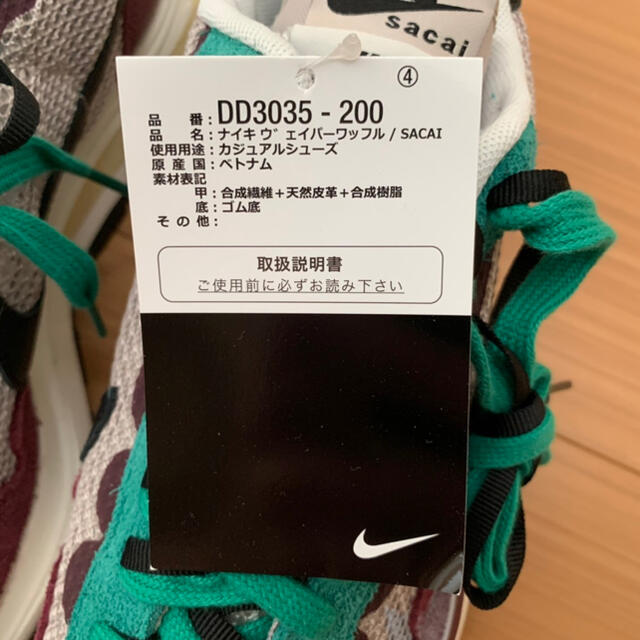 sacai
④
品 番：DD3035 - 200
品 名：ナイキ ヴェイパーワッフル / SACAI
使用用途：カジュアルシューズ
原 産 国：ベトナム
素材表記
甲：合成繊維＋天然皮革＋合成樹脂
底：ゴム底
そ の 他：
取扱説明書
ご使用前に必ずお読み下さい